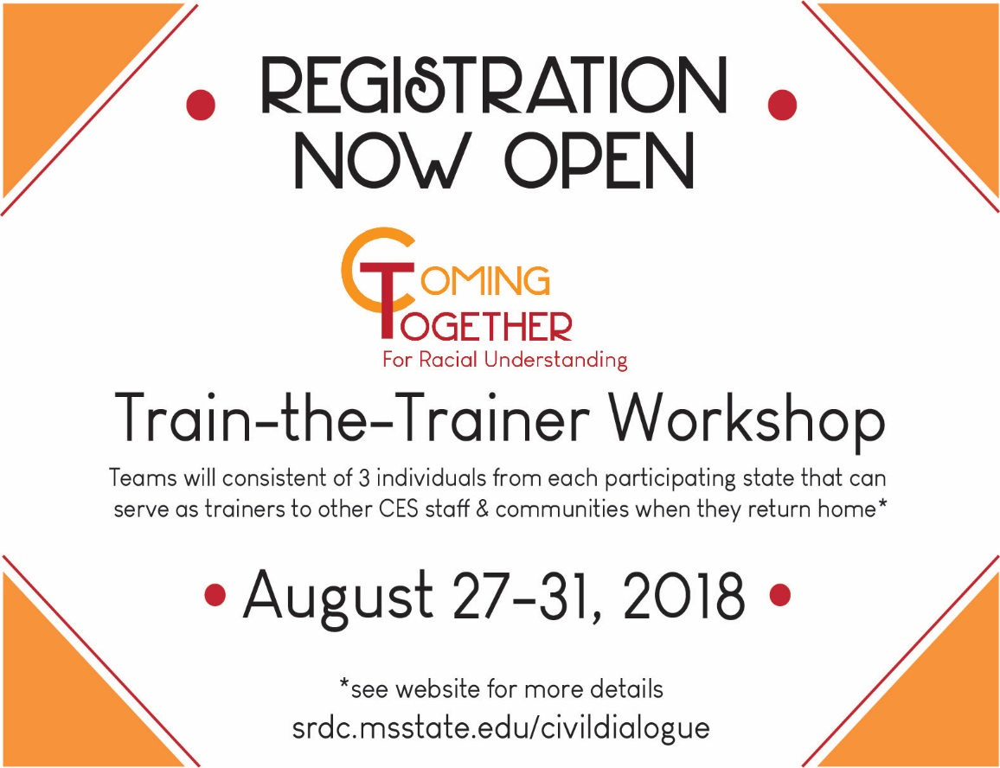 REGISTRATION
NOW OPEN
COMING
TOGETHER
For Racial Understanding
Train-the-Trainer Workshop
Teams will consistent of 3 individuals from each participating state that can
serve as trainers to other CES staff & communities when they return home*
• August 27-31, 2018 •
*see website for more details
srdc.msstate.edu/civildialogue